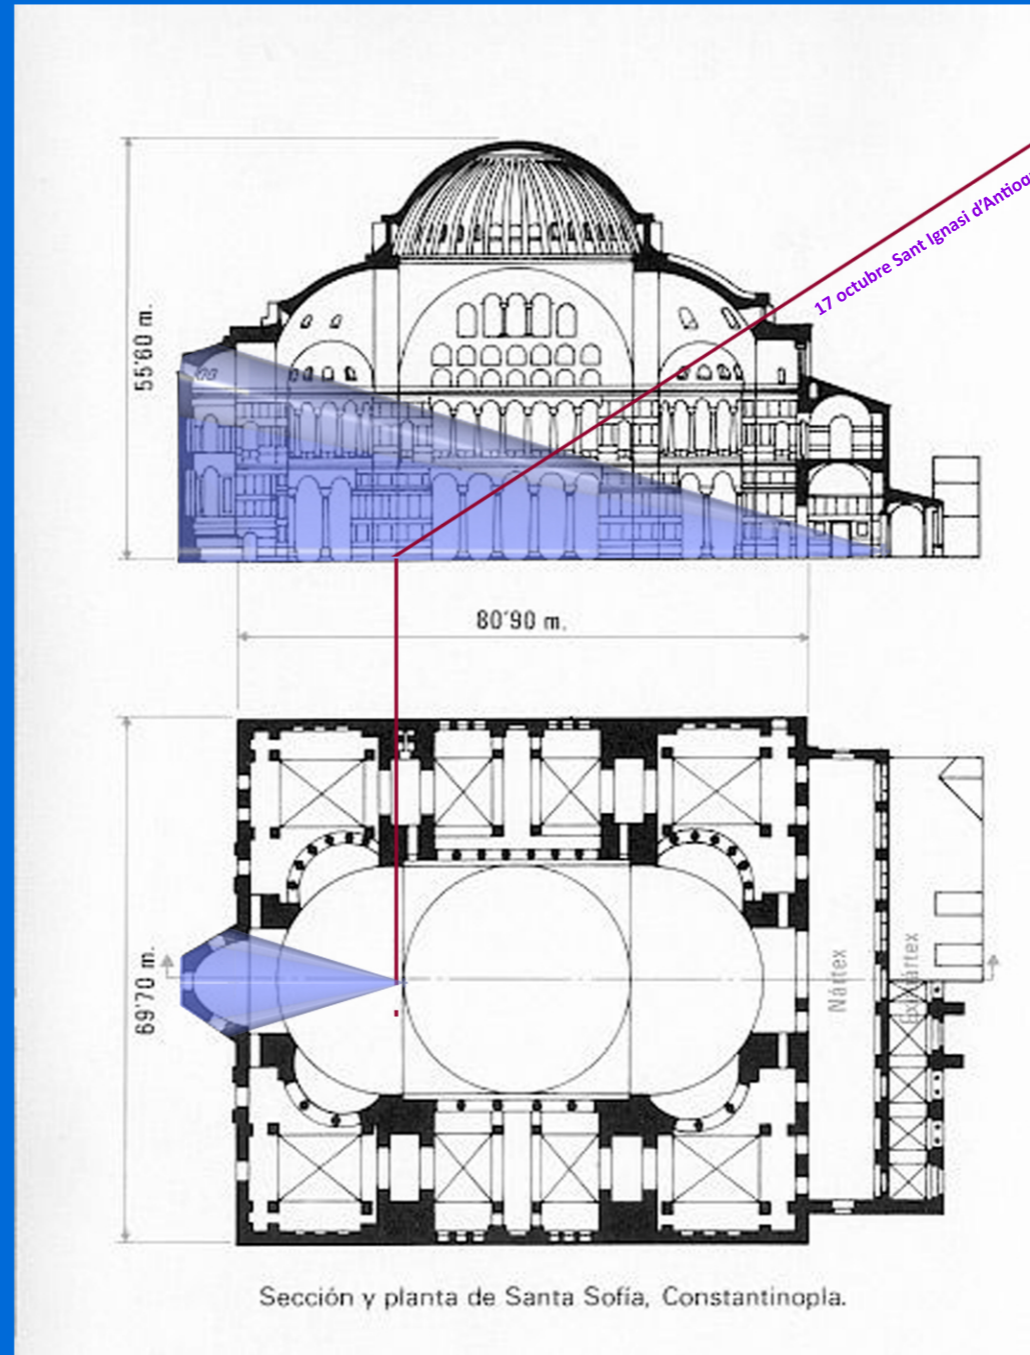 17 octubre Sant Ignasi d'Antioq
55'60 m.
80'90 m.
69'70 m.
Nártex
Exonártex
Sección y planta de Santa Sofía, Constantinopla.